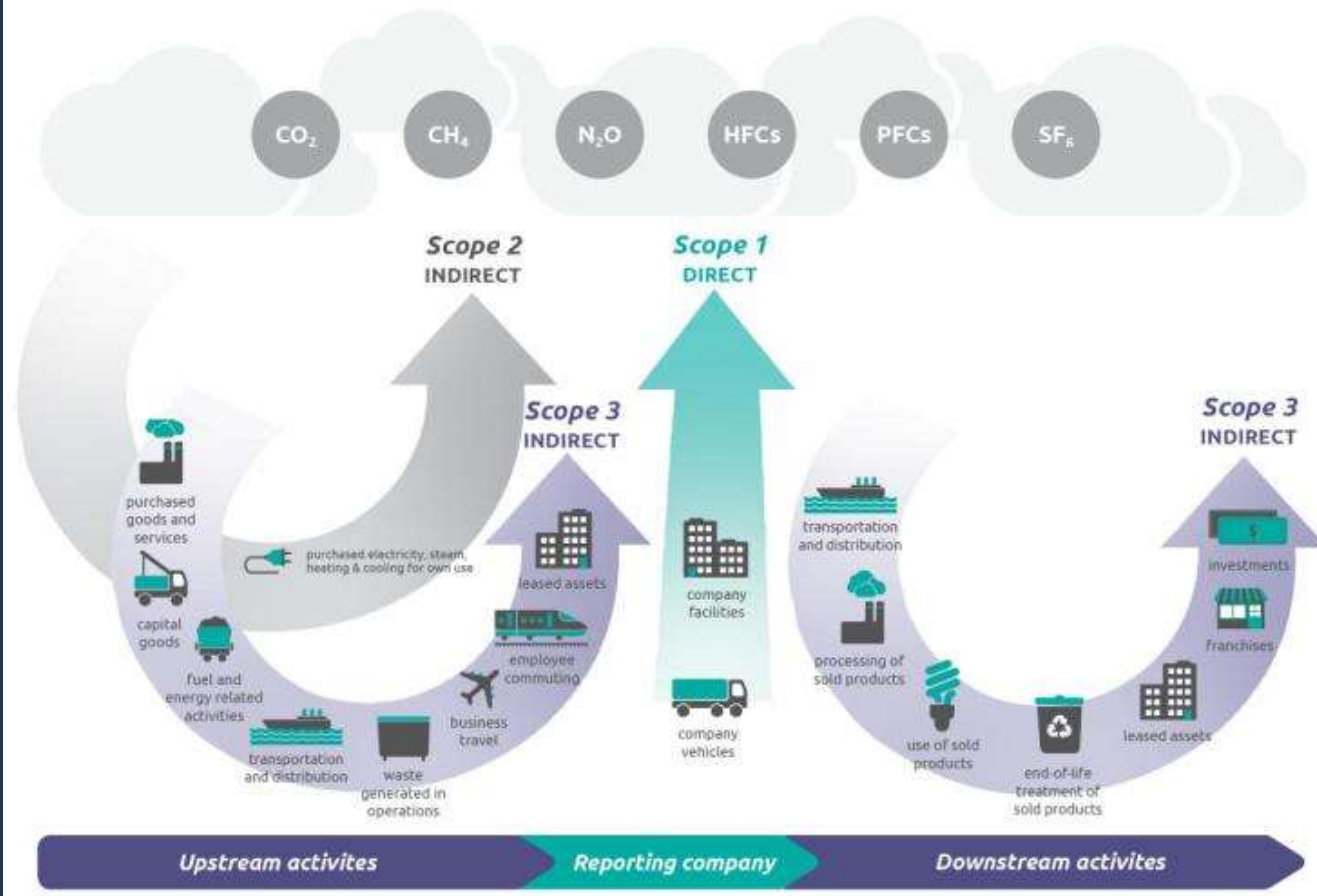 CO₂
CH₄
N₂O
HFCs
PFCs
SF₆
Scope 2
INDIRECT
Scope 1
DIRECT
Scope 3
INDIRECT
Scope 3
INDIRECT
purchased
goods and
services
capital
goods
fuel and
energy related
activities
transportation
and distribution
waste
generated in
operations
business
travel
employee
commuting
leased assets
purchased electricity, steam,
heating & cooling for own use
company
facilities
company
vehicles
transportation
and distribution
processing of
sold products
use of sold
products
end-of-life
treatment of
sold products
leased assets
franchises
$
investments
Upstream activites
Reporting company
Downstream activites